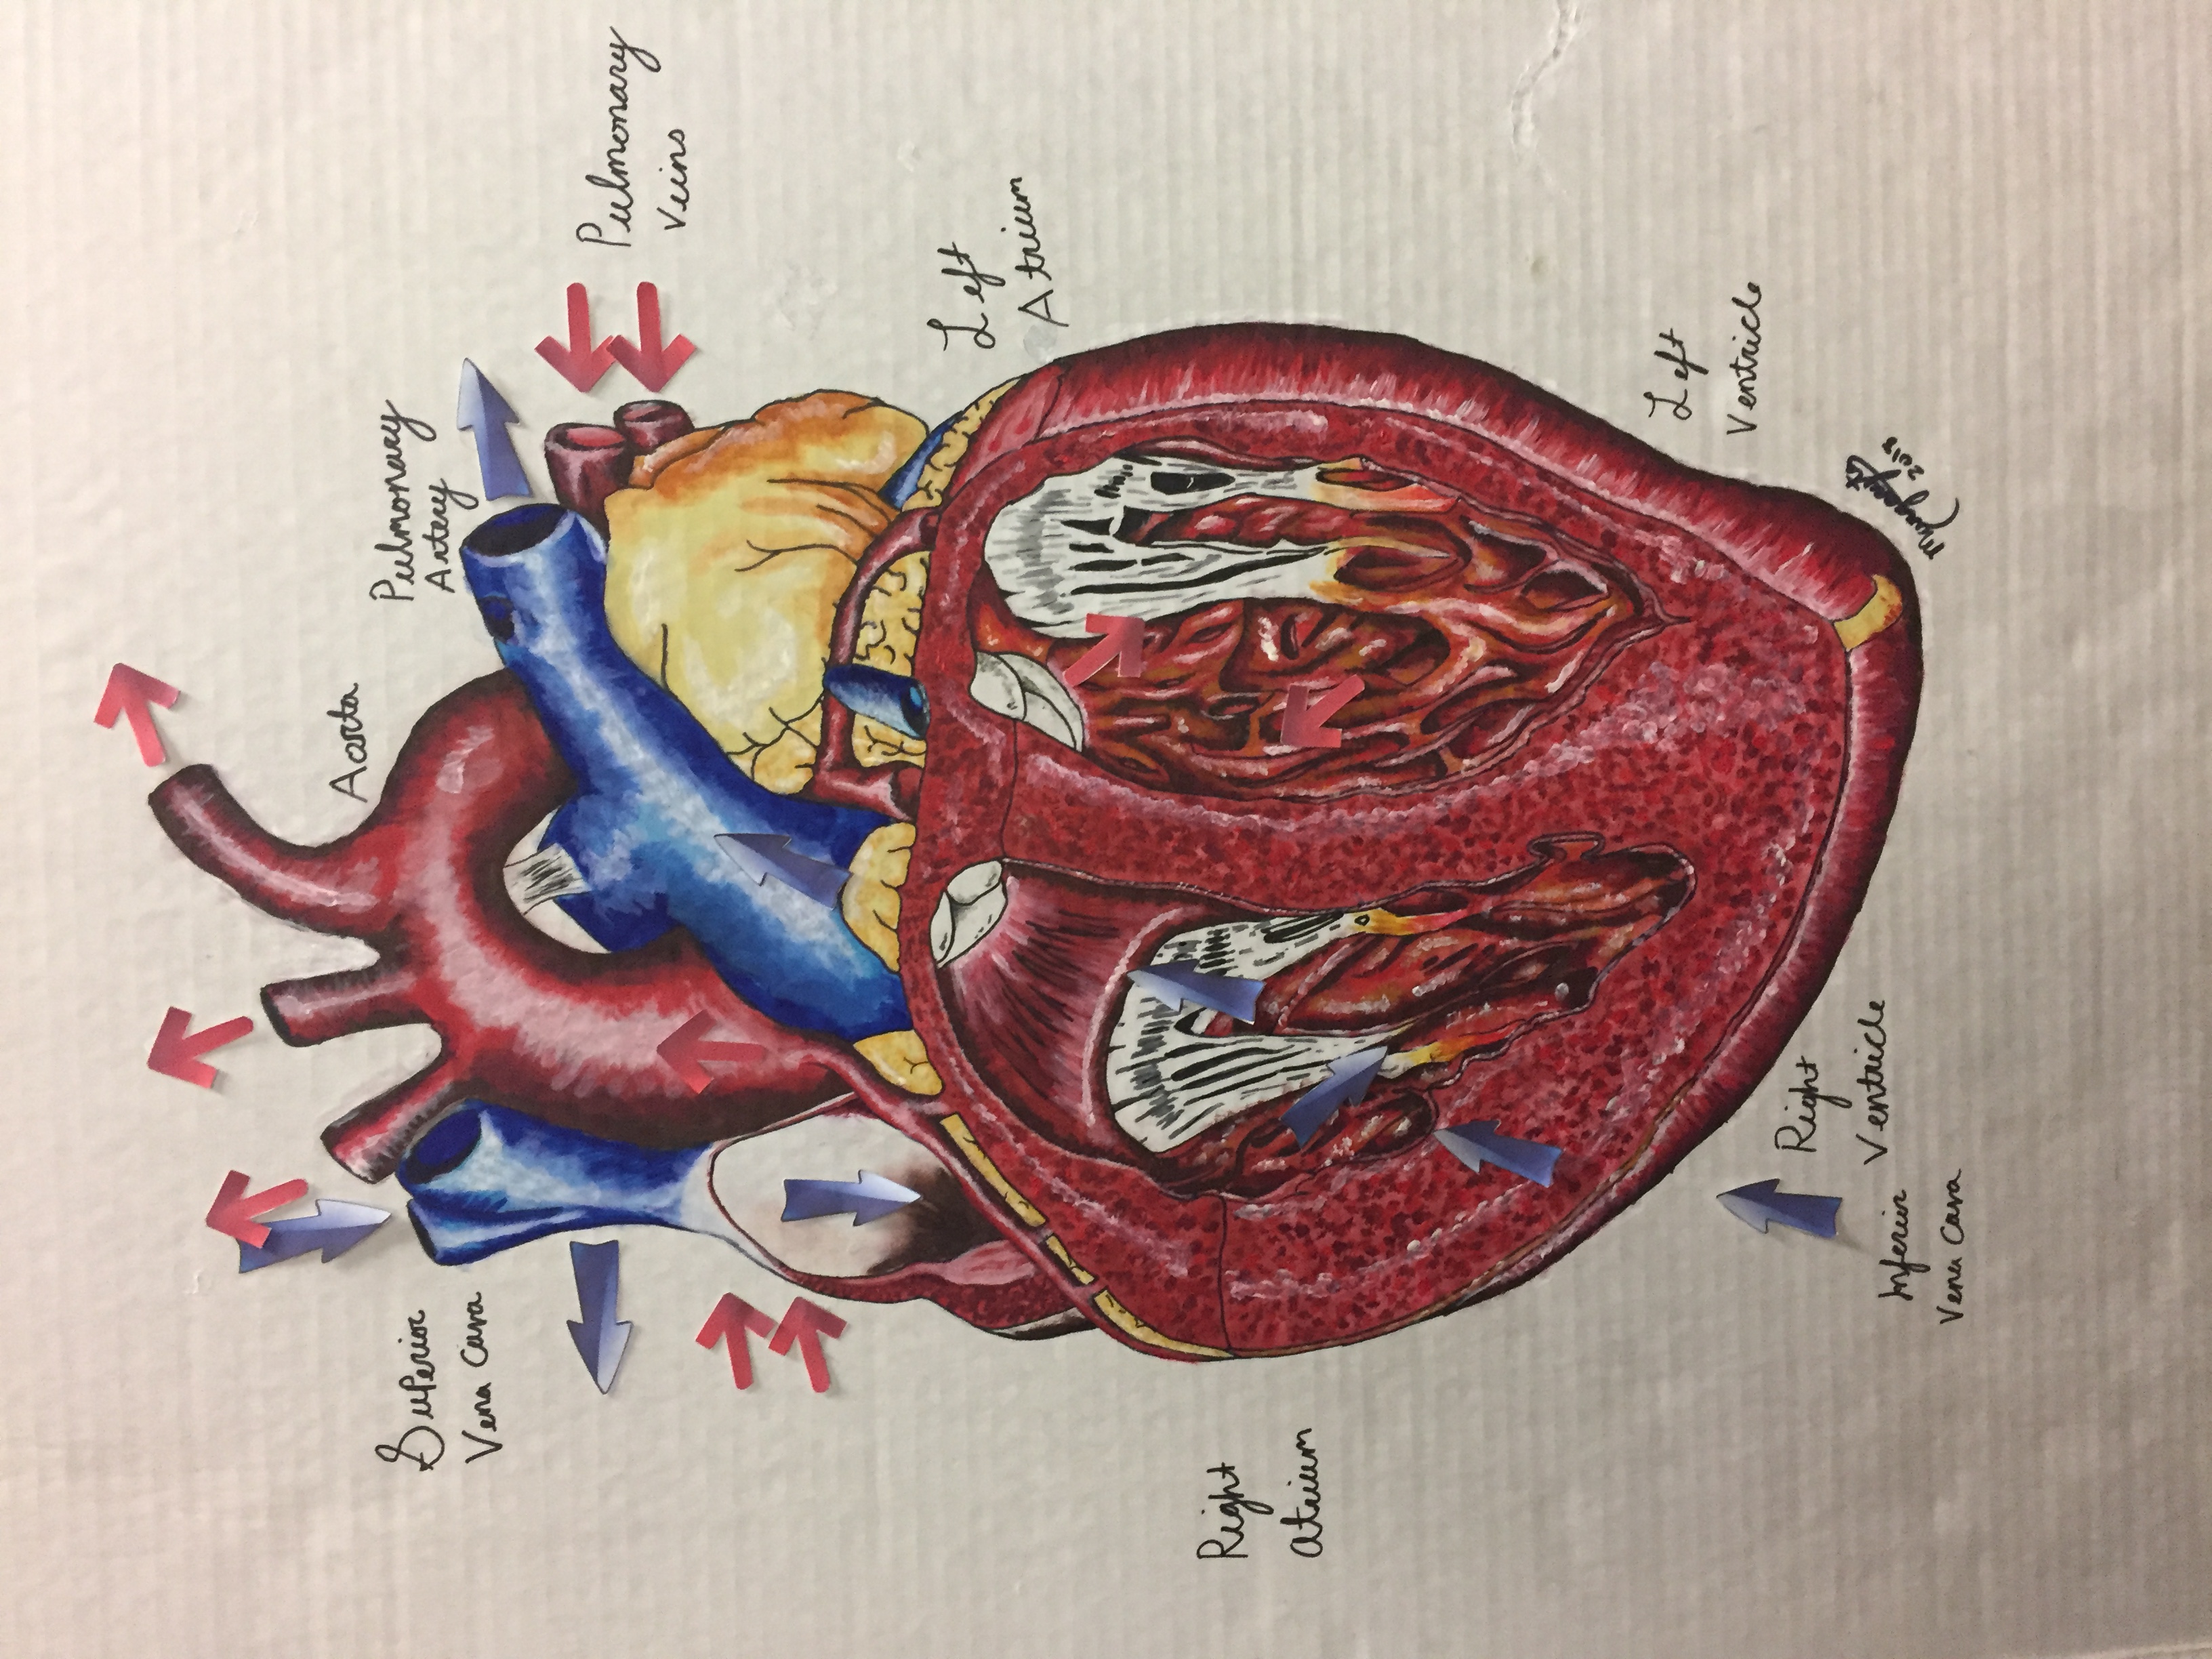 Aorta
Pulmonary
Artery
Superior
Vena Cava
Pulmonary
Veins
Left
Atrium
Right
atrium
Left
Ventricle
Right
Ventricle
Inferior
Vena Cava
2018